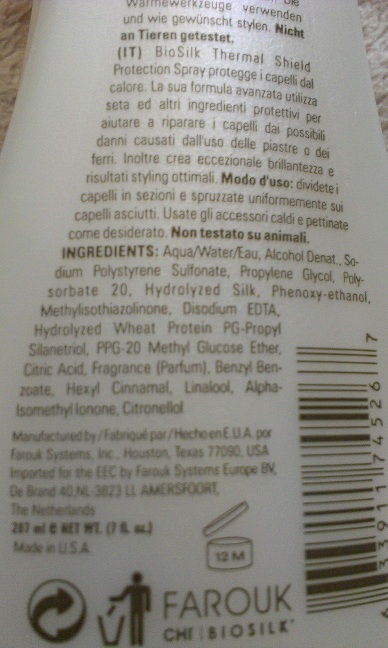 Wärmewerkzeuge verwenden
und wie gewünscht stylen. Nicht
an Tieren getestet.
(IT) BioSilk Thermal Shield
Protection Spray protegge i capelli dal
calore. La sua formula avanzata utilizza
seta ed altri ingredienti protettivi per
aiutare a riparare i capelli dai possibili
danni causati dall'uso delle piastre o dei
ferri. Inoltre crea eccezionale brillantezza e
risultati styling ottimali. Modo d'uso: dividete i
capelli in sezioni e spruzzate uniformemente sui
capelli asciutti. Usate gli accessori caldi e pettinate
come desiderato. Non testato su animali.
INGREDIENTS: Aqua/Water/Eau, Alcohol Denat., So-
dium Polystyrene Sulfonate, Propylene Glycol, Poly-
sorbate 20, Hydrolyzed Silk, Phenoxy-ethanol,
Methylisothiazolinone, Disodium EDTA,
Hydrolyzed Wheat Protein PG-Propyl
Silanetriol, PPG-20 Methyl Glucose Ether,
Citric Acid, Fragrance (Parfum), Benzyl Ben-
zoate, Hexyl Cinnamal, Linalool, Alpha-
Isomethyl Ionone, Citronellol
Manufactured by/Fabriqué par/Hecho en E.U.A. por
Farouk Systems, Inc., Houston, Texas 77090, USA
Imported for the EEC by Farouk Systems Europe BV,
De Brand 40, NL-3823 LL AMERSFOORT,
The Netherlands
207 ml e NET WT. (7 fl. oz.)
Made in U.S.A.
12 M
FAROUK
CHI BIOSILK
33911 74526 7